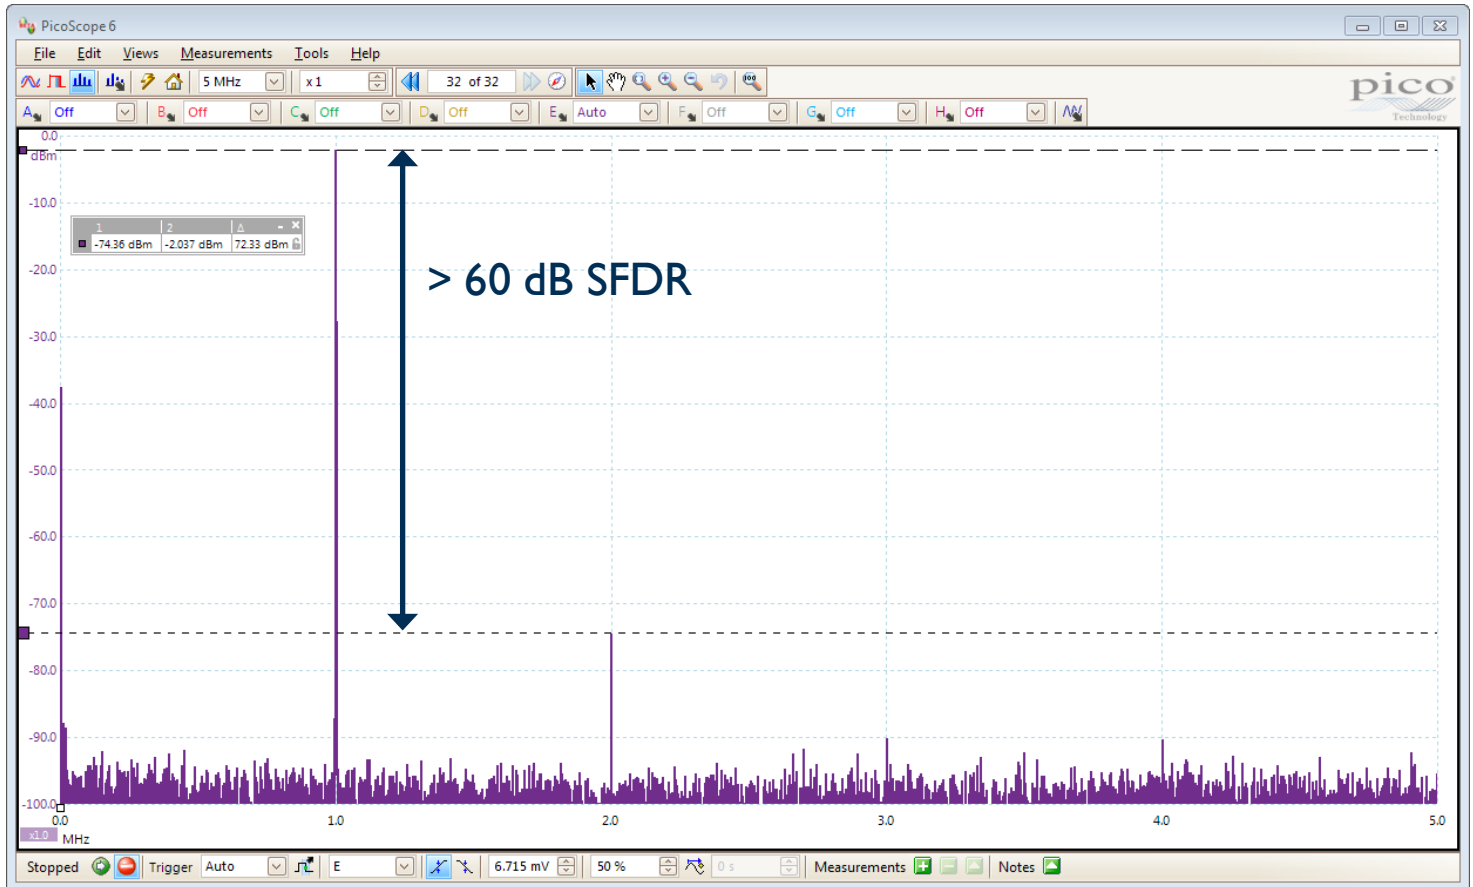 PicoScope 6
File Edit Views Measurements Tools Help
5 MHz x 1 32 of 32
pico
Technology
A Off B Off C Off D Off E Auto F Off G Off H Off
0.0
dBm
-10.0
1 2 Δ
-74.36 dBm -2.037 dBm 72.33 dBm
> 60 dB SFDR
-20.0
-30.0
-40.0
-50.0
-60.0
-70.0
-80.0
-90.0
-100.0
0.0 1.0 2.0 3.0 4.0 5.0
x1.0 MHz
Stopped Trigger Auto E 6.715 mV 50 % 0 s Measurements Notes